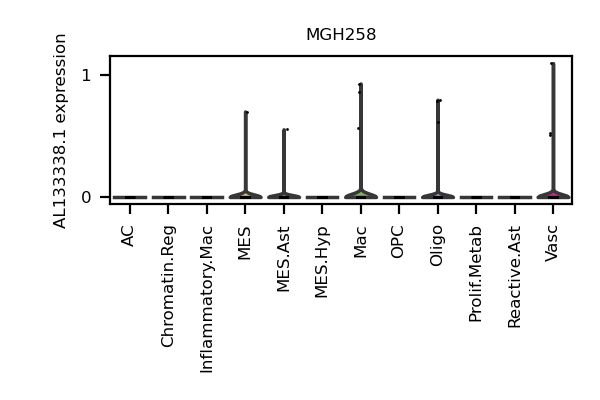 MGH258
AL133338.1 expression
1
0
AC
Chromatin.Reg
Inflammatory.Mac
MES
MES.Ast
MES.Hyp
Mac
OPC
Oligo
Prolif.Metab
Reactive.Ast
Vasc